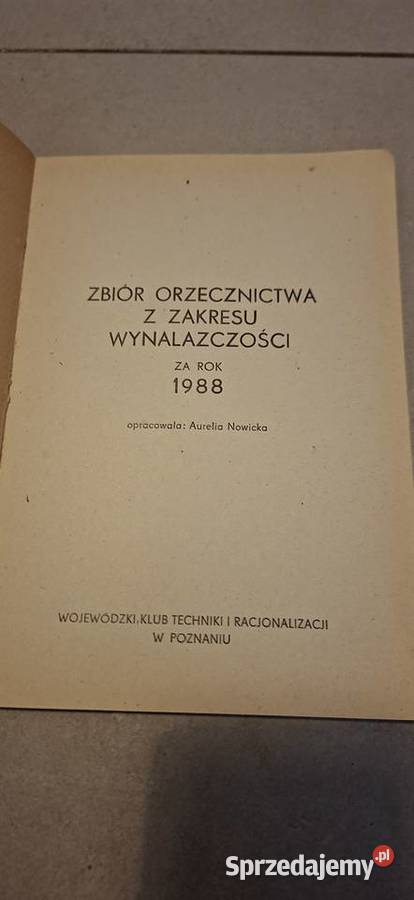 ZBIÓR ORZECZNICTWA
Z ZAKRESU
WYNALAZCZOŚCI
ZA ROK
1988
opracowała: Aurelia Nowicka
WOJEWÓDZKI KLUB TECHNIKI I RACJONALIZACJI
W POZNANIU
Sprzedajemy.pl